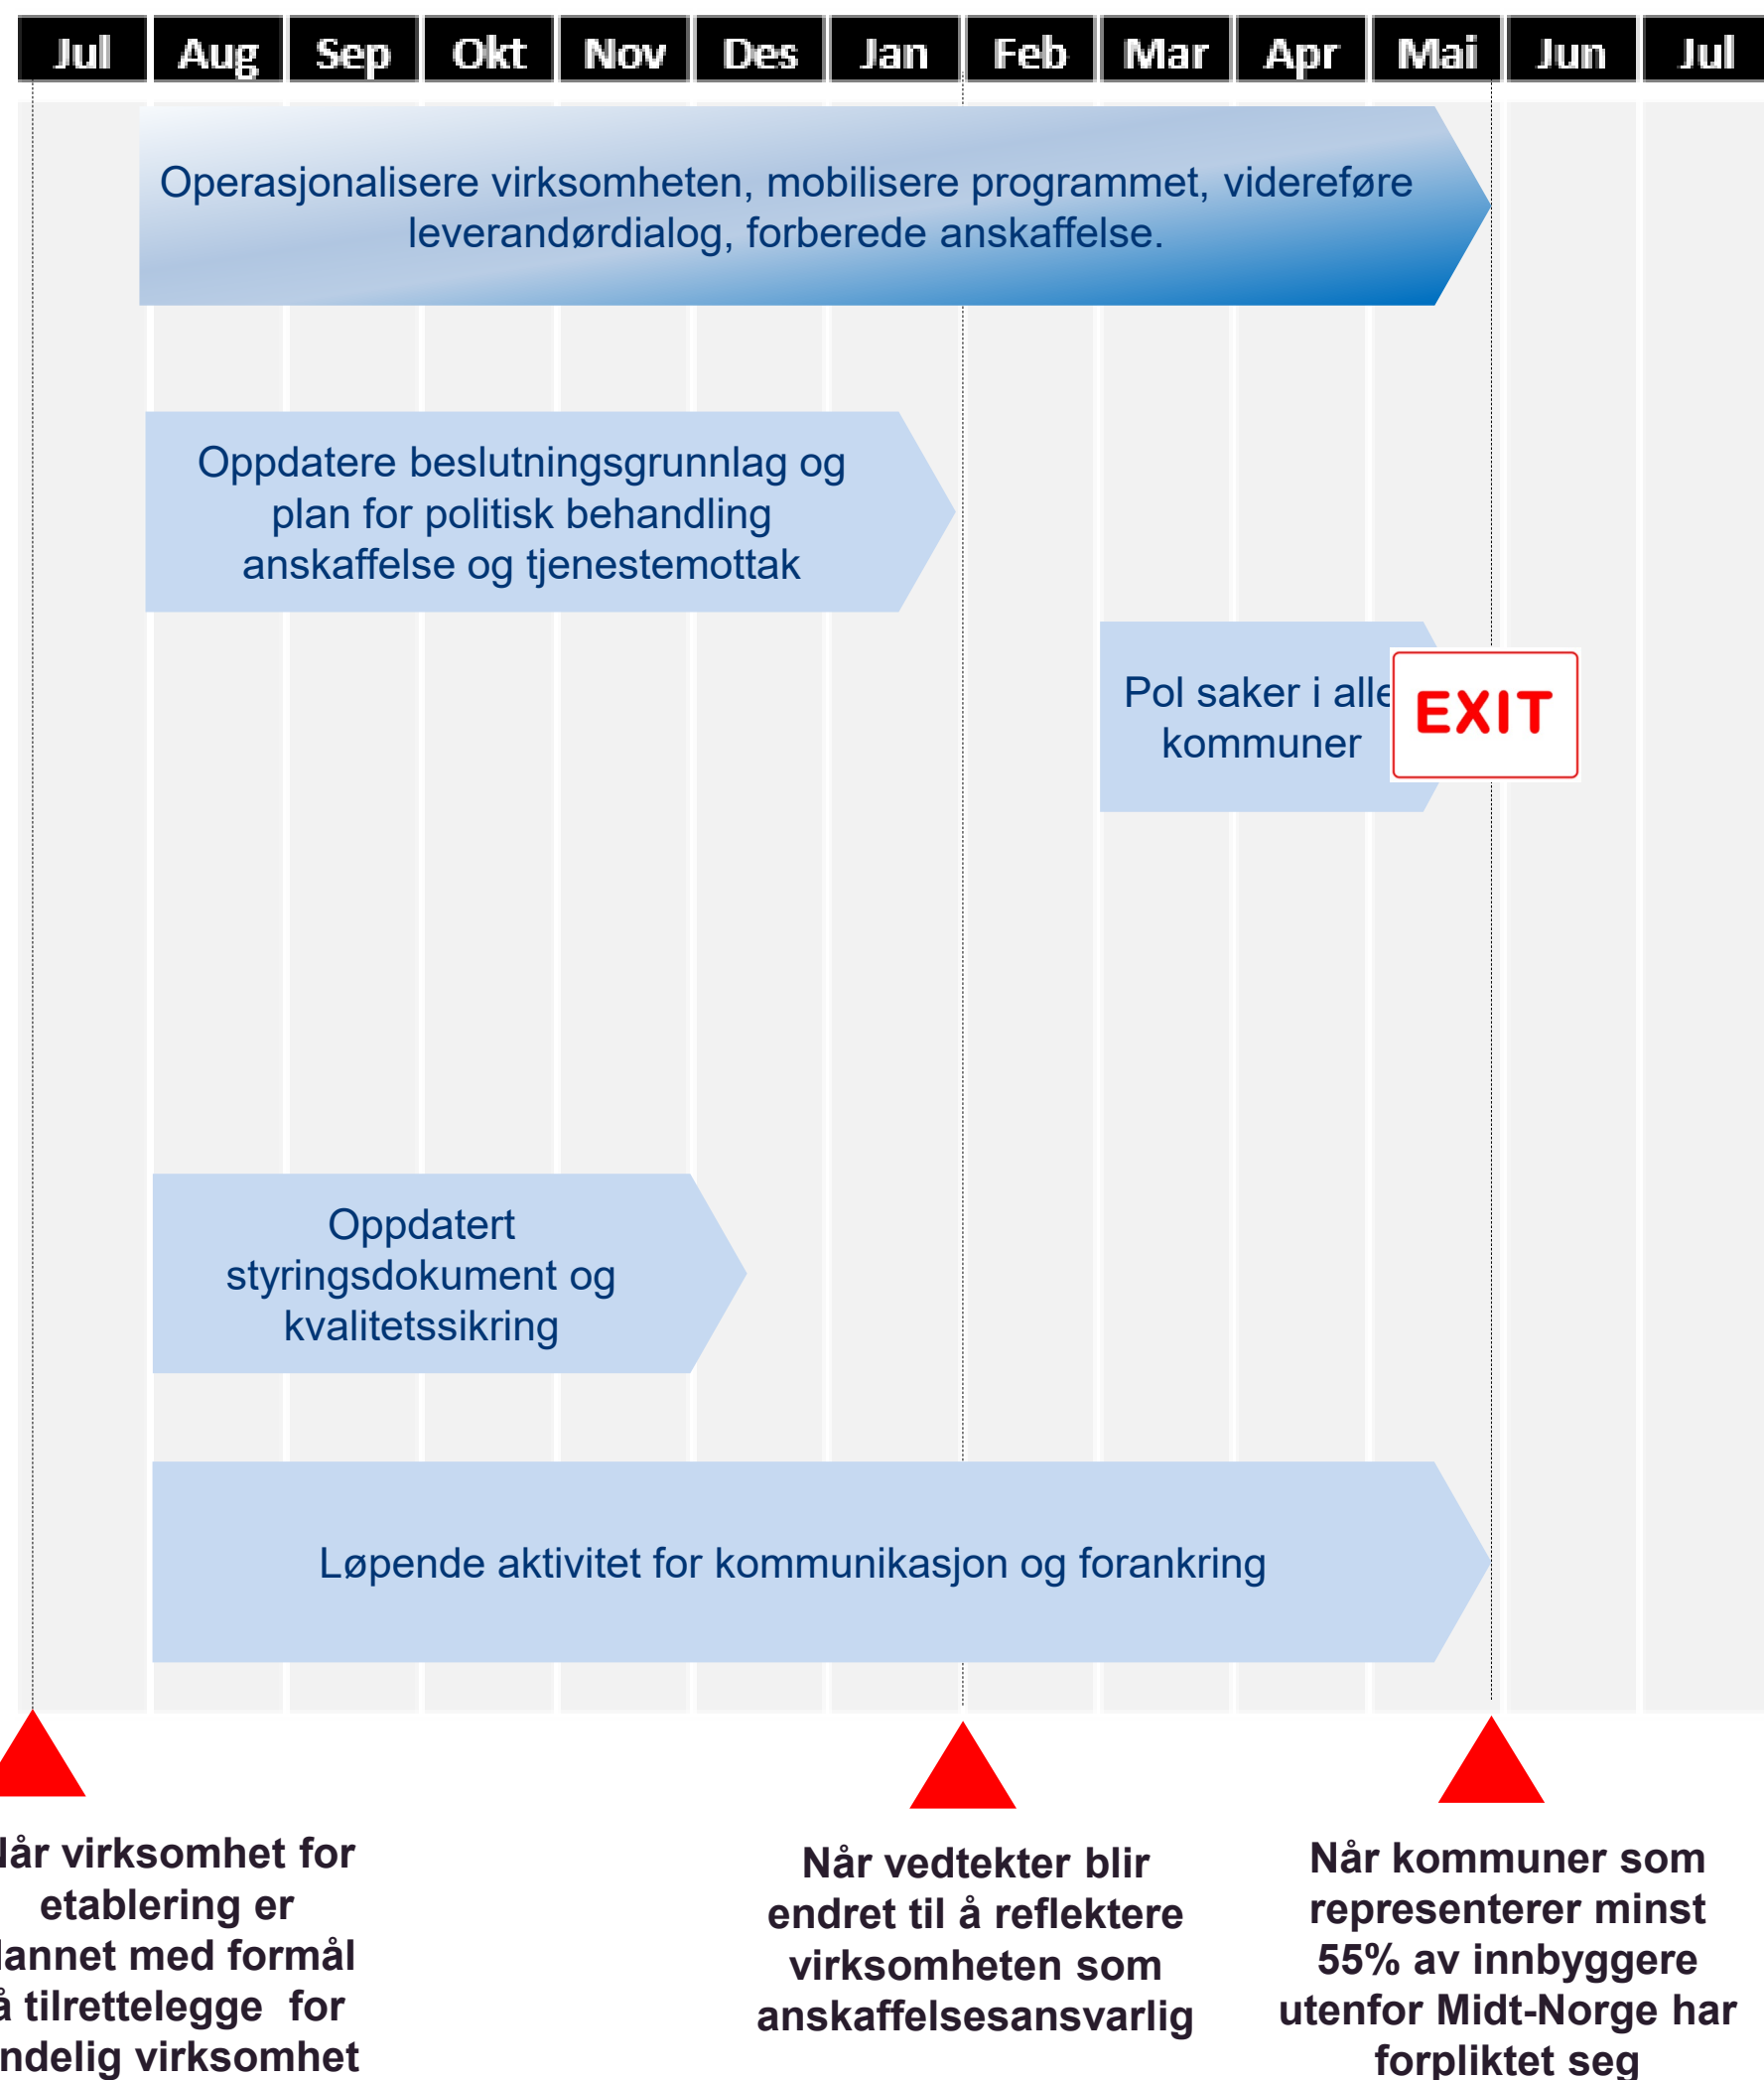 Jul Aug Sep Okt Nov Des Jan Feb Mar Apr Mai Jun Jul
Operasjonalisere virksomheten, mobilisere programmet, videreføre
leverandørdialog, forberede anskaffelse.
Oppdatere beslutningsgrunnlag og
plan for politisk behandling
anskaffelse og tjenestemottak
Pol saker i alle
kommuner
EXIT
Oppdatert
styringsdokument og
kvalitetssikring
Løpende aktivitet for kommunikasjon og forankring
virksomhet for
etablering er
med formål
å tilrettelegge for
virksomhet
Når vedtekter blir
endret til å reflektere
virksomheten som
anskaffelsesansvarlig
Når kommuner som
representerer minst
55% av innbyggere
utenfor Midt-Norge har
forpliktet seg